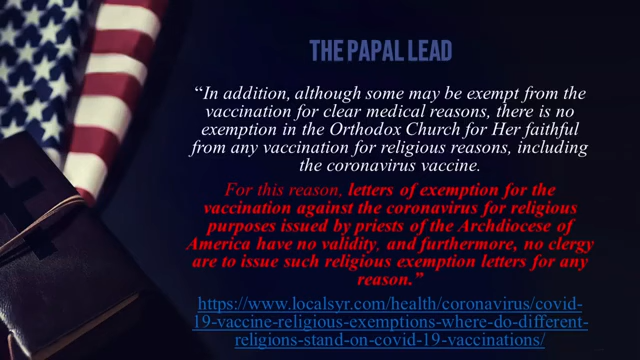 THE PAPAL LEAD
“In addition, although some may be exempt from the
vaccination for clear medical reasons, there is no
exemption in the Orthodox Church for Her faithful
from any vaccination for religious reasons, including
the coronavirus vaccine.
For this reason, letters of exemption for the
vaccination against the coronavirus for religious
purposes issued by priests of the Archdiocese of
America have no validity, and furthermore, no clergy
are to issue such religious exemption letters for any
reason.”
https://www.localsyr.com/health/coronavirus/covid-
19-vaccine-religious-exemptions-where-do-different-
religions-stand-on-covid-19-vaccinations/